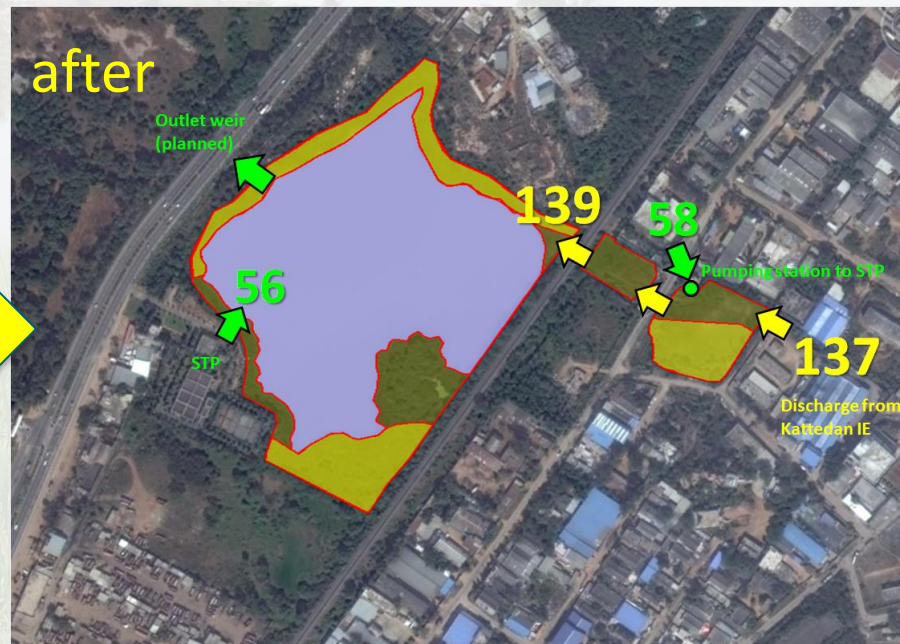 after
Outlet weir
(planned)
139
58
Pumping station to STP
56
STP
137
Discharge from
Kattedan IE